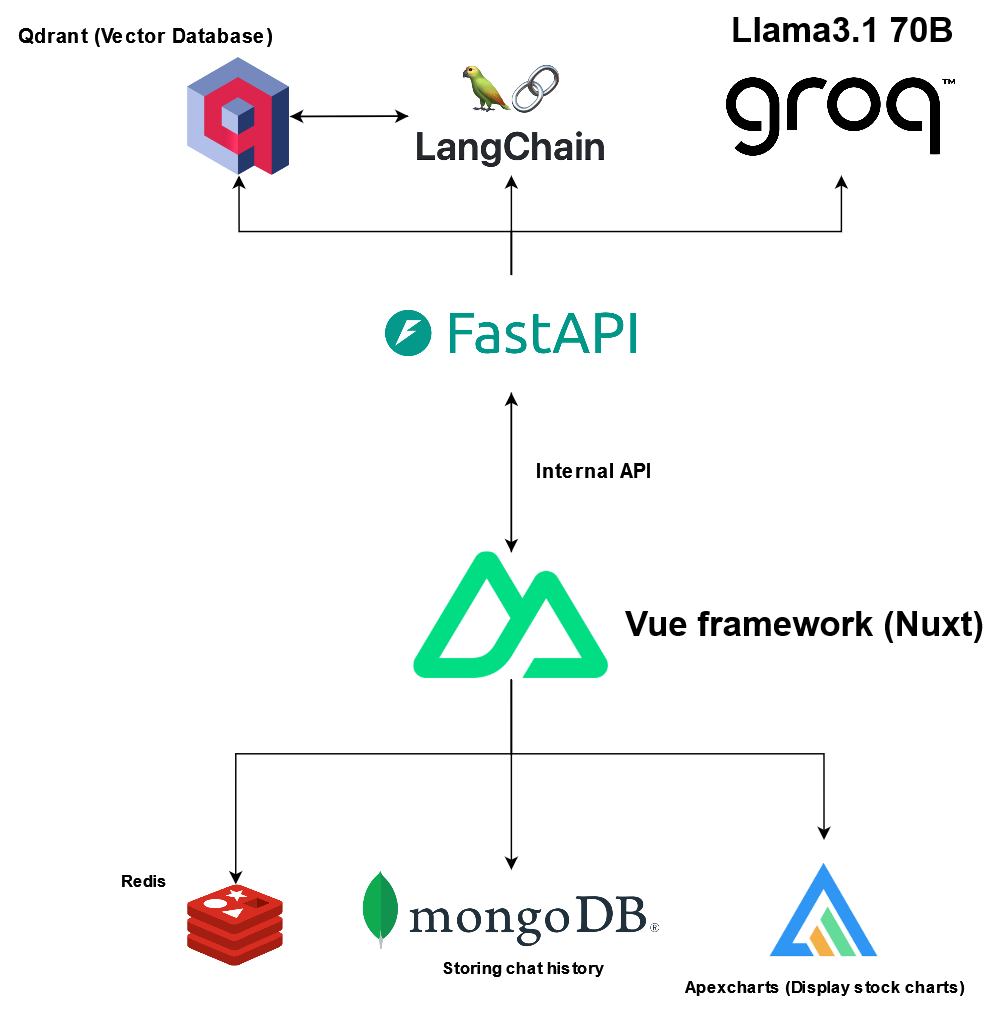 Qdrant (Vector Database)
Llama3.1 70B
groq™
LangChain
FastAPI
Internal API
Vue framework (Nuxt)
Redis
mongoDB®
Storing chat history
Apexcharts (Display stock charts)